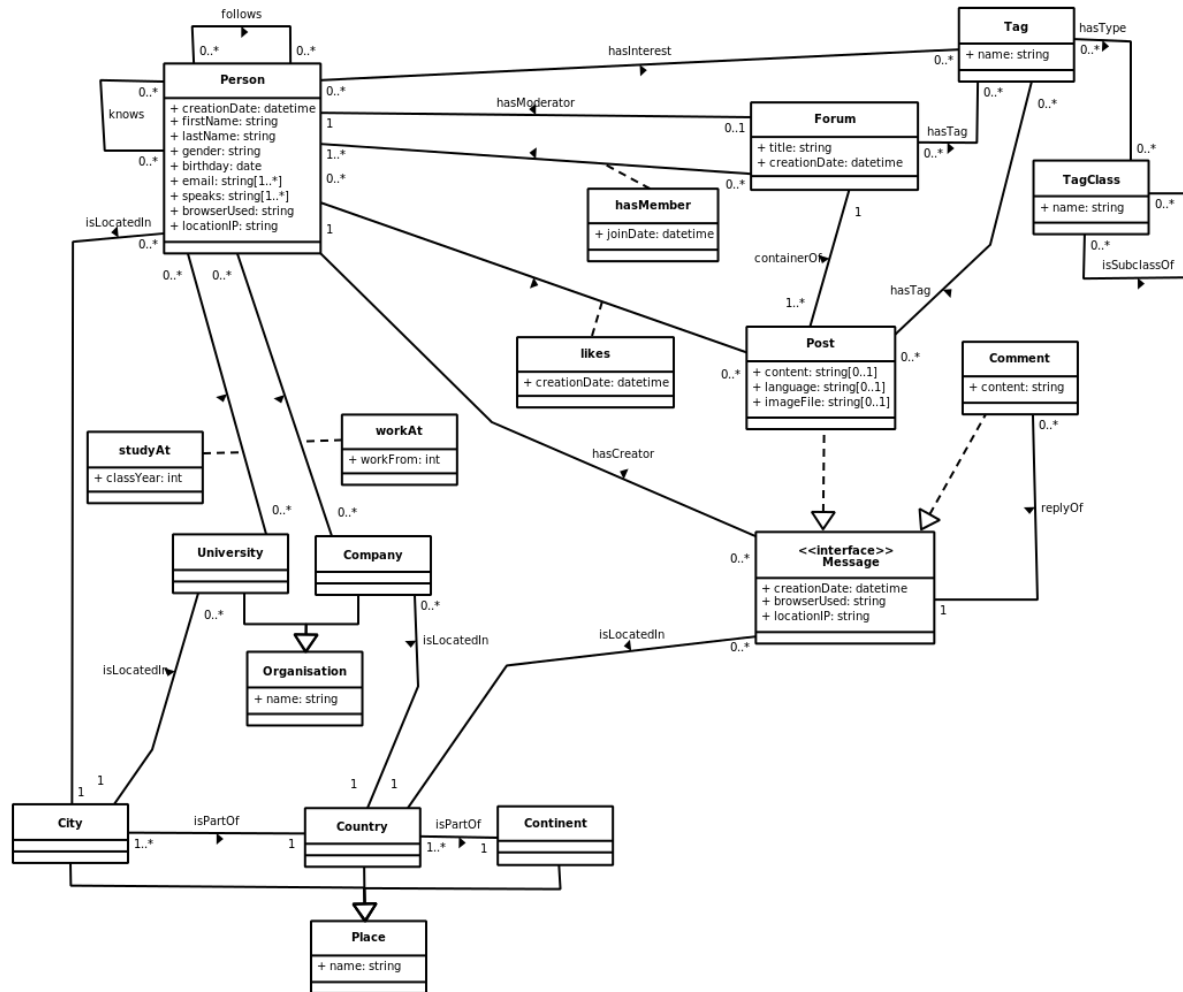 follows
0..*
0..*
Person
+ creationDate: datetime
+ firstName: string
+ lastName: string
+ gender: string
+ birthday: date
+ email: string[1..*]
+ speaks: string[1..*]
+ browserUsed: string
+ locationIP: string
0..*
knows
0..*
hasInterest
0..*
0..*
Tag
+ name: string
hasType
0..*
0..*
TagClass
+ name: string
0..*
0..*
isSubclassOf
hasModerator
1
0..1
Forum
+ title: string
+ creationDate: datetime
hasTag
0..*
0..*
1..*
0..*
hasMember
+ joinDate: datetime
0..*
1
containerOf
1..*
0..*
hasTag
0..*
likes
+ creationDate: datetime
0..*
Post
+ content: string[0..1]
+ language: string[0..1]
+ imageFile: string[0..1]
Comment
+ content: string
0..*
replyOf
1
isLocatedIn
0..*
1
0..*
0..*
studyAt
+ classYear: int
workAt
+ workFrom: int
hasCreator
0..*
<<interface>>
Message
+ creationDate: datetime
+ browserUsed: string
+ locationIP: string
0..*
0..*
University
Company
0..*
0..*
isLocatedIn
isLocatedIn
isLocatedIn
0..*
Organisation
+ name: string
1
1
1
1
City
isPartOf
1..*
1
Country
isPartOf
1..*
1
Continent
Place
+ name: string